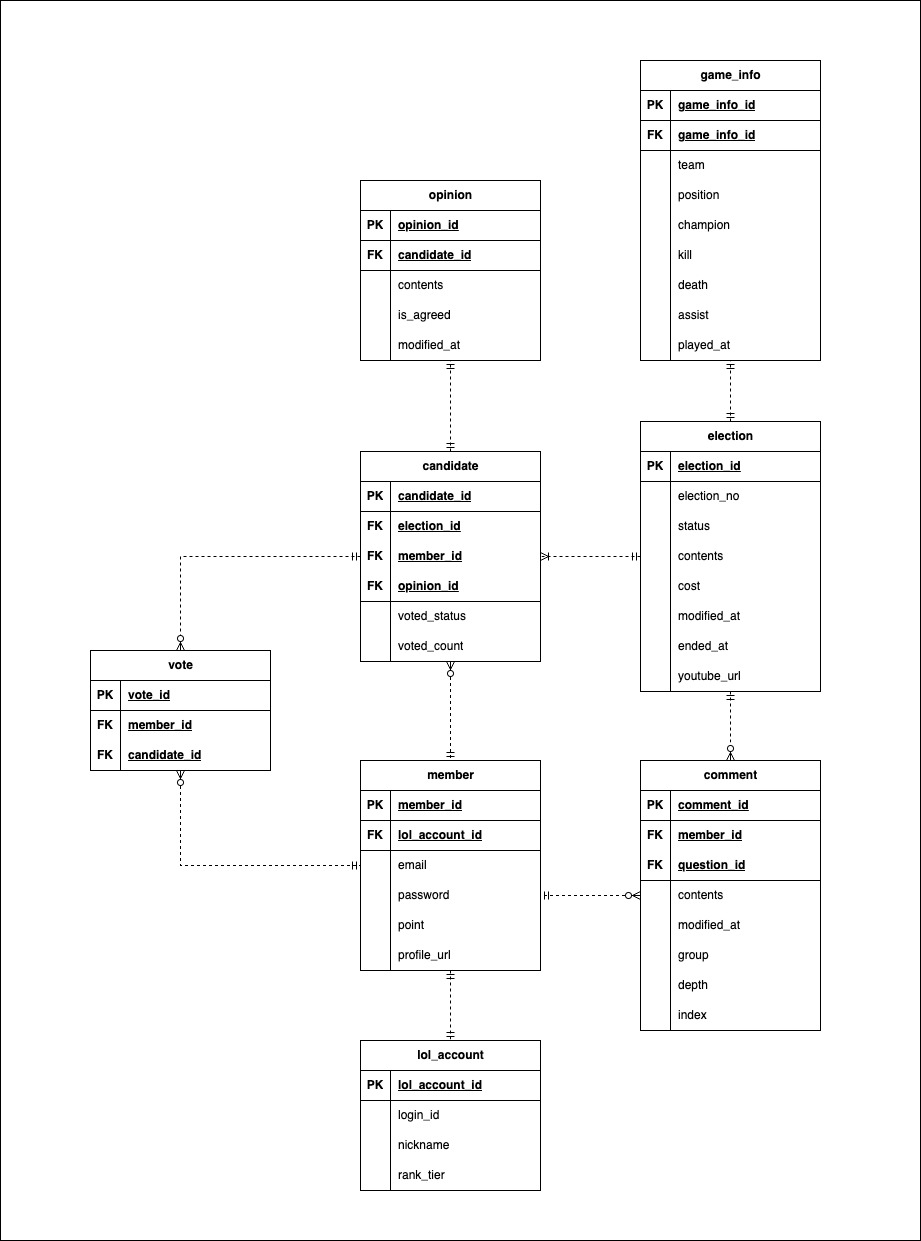 game_info
PK game_info_id
FK game_info_id
team
position
champion
kill
death
assist
played_at
opinion
PK opinion_id
FK candidate_id
contents
is_agreed
modified_at
candidate
PK candidate_id
FK election_id
FK member_id
FK opinion_id
voted_status
voted_count
election
PK election_id
election_no
status
contents
cost
modified_at
ended_at
youtube_url
vote
PK vote_id
FK member_id
FK candidate_id
member
PK member_id
FK lol_account_id
email
password
point
profile_url
comment
PK comment_id
FK member_id
FK question_id
contents
modified_at
group
depth
index
lol_account
PK lol_account_id
login_id
nickname
rank_tier